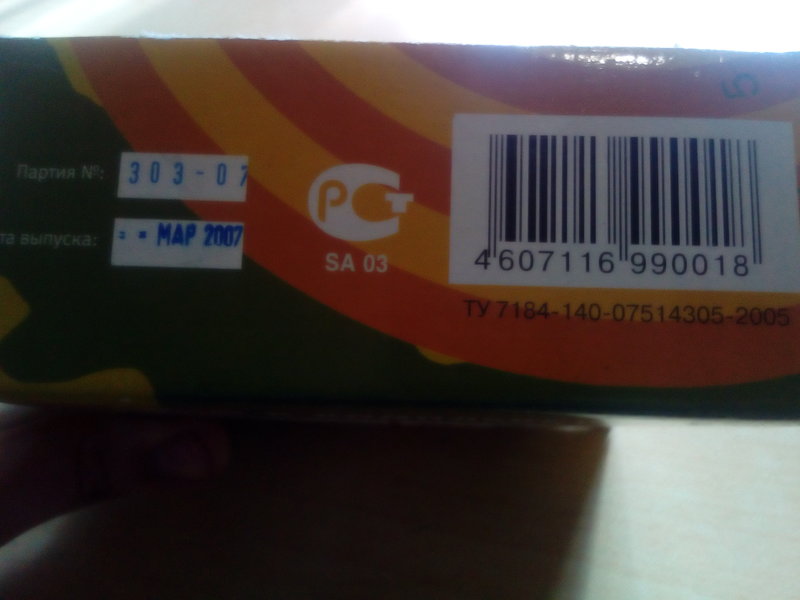 Партия №: 303-07
та выпуска: МАР 2007
РСТ
SA 03
4 607116 990018
ТУ 7184-140-07514305-2005
5